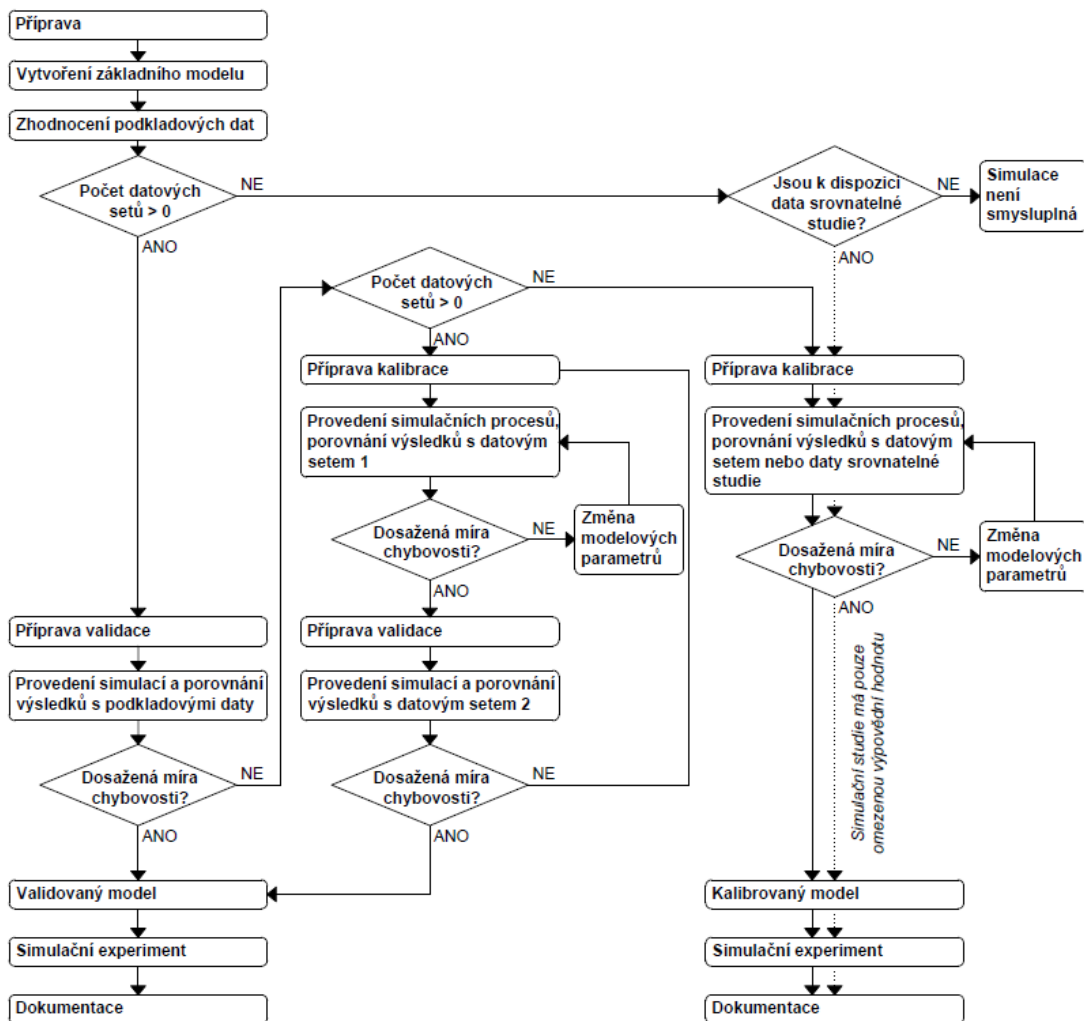 Příprava
Vytvoření základního modelu
Zhodnocení podkladových dat
Počet datových
setů > 0
NE
ANO
Jsou k dispozici
data srovnatelné
studie?
NE
ANO
Simulace
není
smysluplná
Počet datových
setů > 0
NE
ANO
Příprava kalibrace
Provedení simulačních procesů,
porovnání výsledků s datovým
setem 1
Dosažená míra
chybovosti?
NE
ANO
Změna
modelových
parametrů
Příprava validace
Provedení simulací a porovnání
výsledků s datovým setem 2
Dosažená míra
chybovosti?
NE
ANO
Příprava kalibrace
Provedení simulačních procesů,
porovnání výsledků s datovým
setem nebo daty srovnatelné
studie
Dosažená míra
chybovosti?
NE
ANO
Změna
modelových
parametrů
Simulační studie má pouze
omezenou výpovědní hodnotu
Příprava validace
Provedení simulací a porovnání
výsledků s podkladovými daty
Dosažená míra
chybovosti?
NE
ANO
Validovaný model
Simulační experiment
Dokumentace
Kalibrovaný model
Simulační experiment
Dokumentace